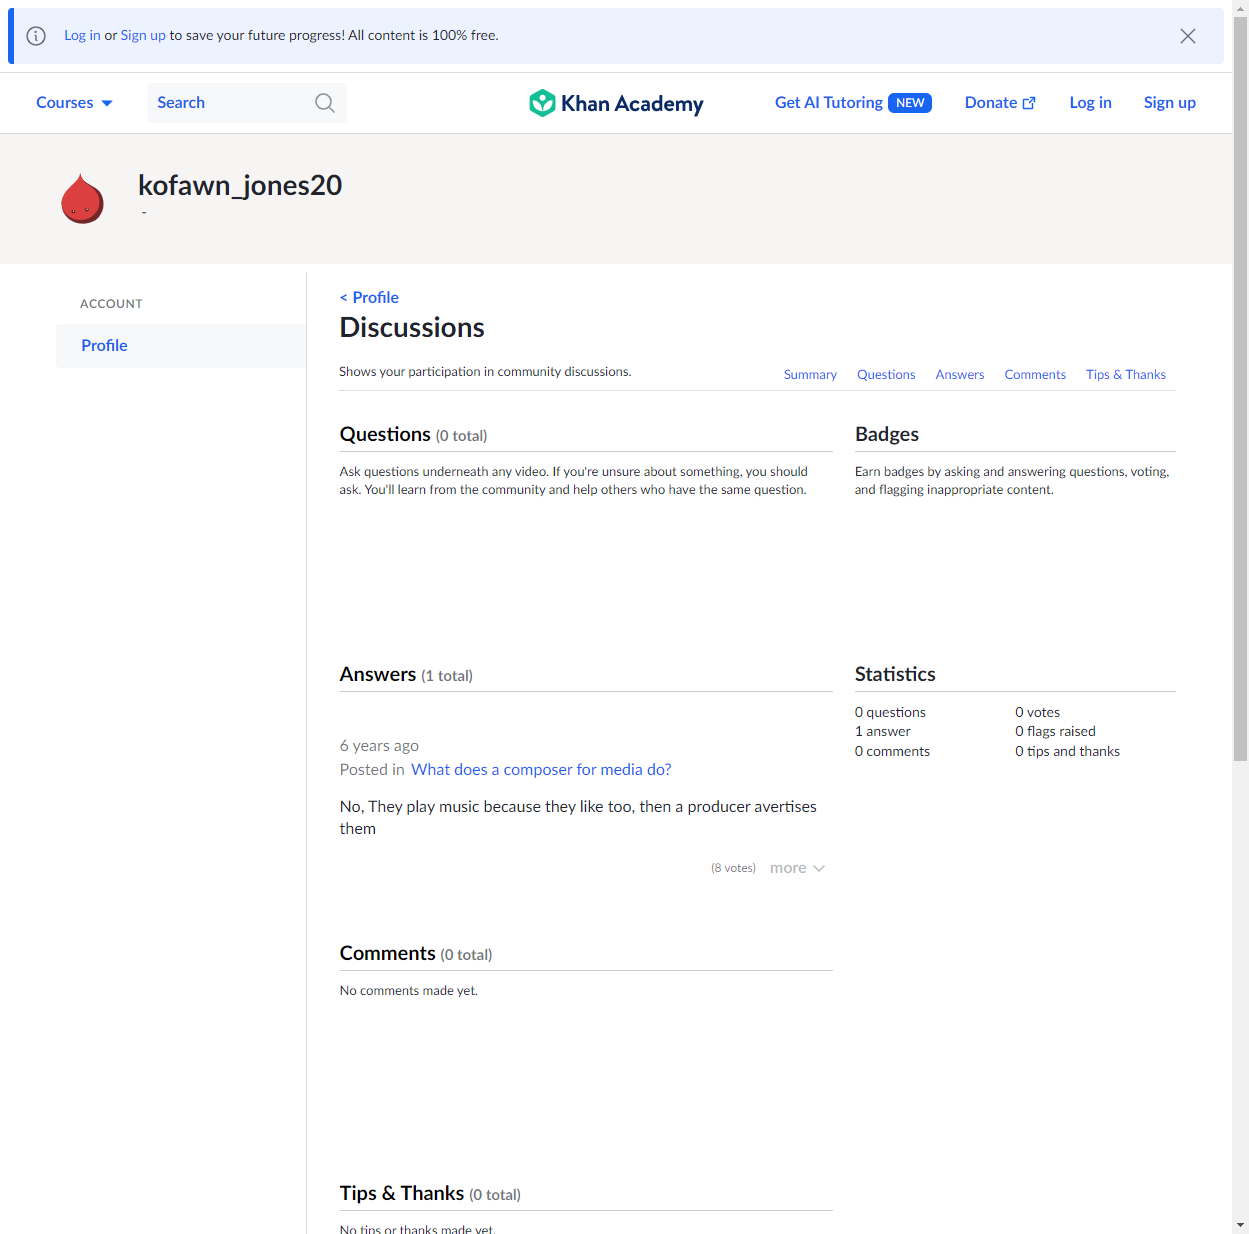 Log in or Sign up to save your future progress! All content is 100% free.
Courses
Search
Khan Academy
Get AI Tutoring NEW
Donate
Log in
Sign up
kofawn_jones20
-
ACCOUNT
Profile
< Profile
Discussions
Shows your participation in community discussions.
Summary Questions Answers Comments Tips & Thanks
Questions (0 total)
Ask questions underneath any video. If you're unsure about something, you should
ask. You'll learn from the community and help others who have the same question.
Badges
Earn badges by asking and answering questions, voting,
and flagging inappropriate content.
Answers (1 total)
6 years ago
Posted in What does a composer for media do?
No, They play music because they like too, then a producer avertises
them
(8 votes) more
Statistics
0 questions 0 votes
1 answer 0 flags raised
0 comments 0 tips and thanks
Comments (0 total)
No comments made yet.
Tips & Thanks (0 total)
No tips or thanks made yet.